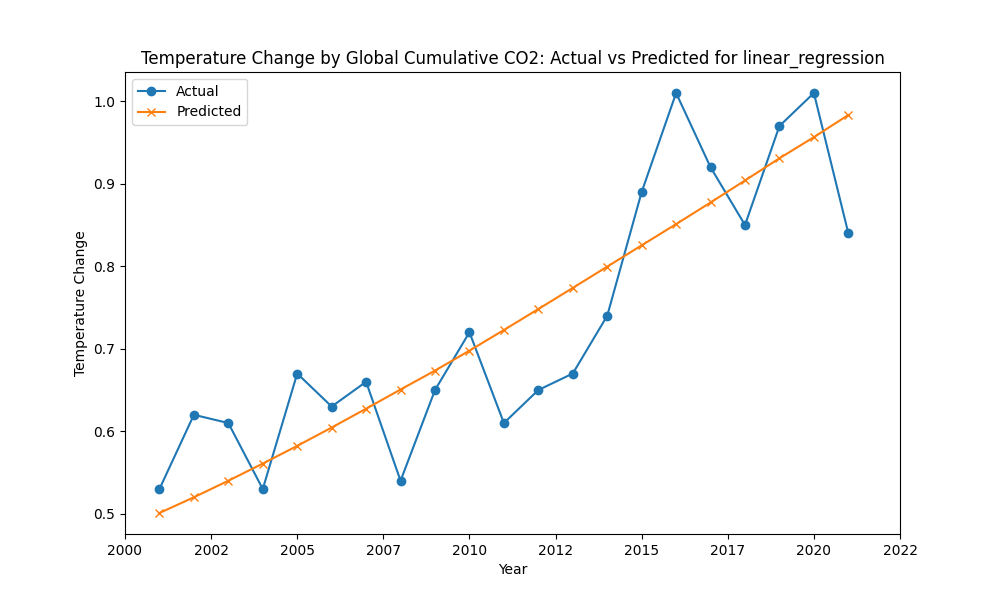 Temperature Change by Global Cumulative CO2: Actual vs Predicted for linear_regression
Actual
Predicted
1.0
0.9
0.8
0.7
0.6
0.5
Temperature Change
2000 2002 2005 2007 2010 2012 2015 2017 2020 2022
Year